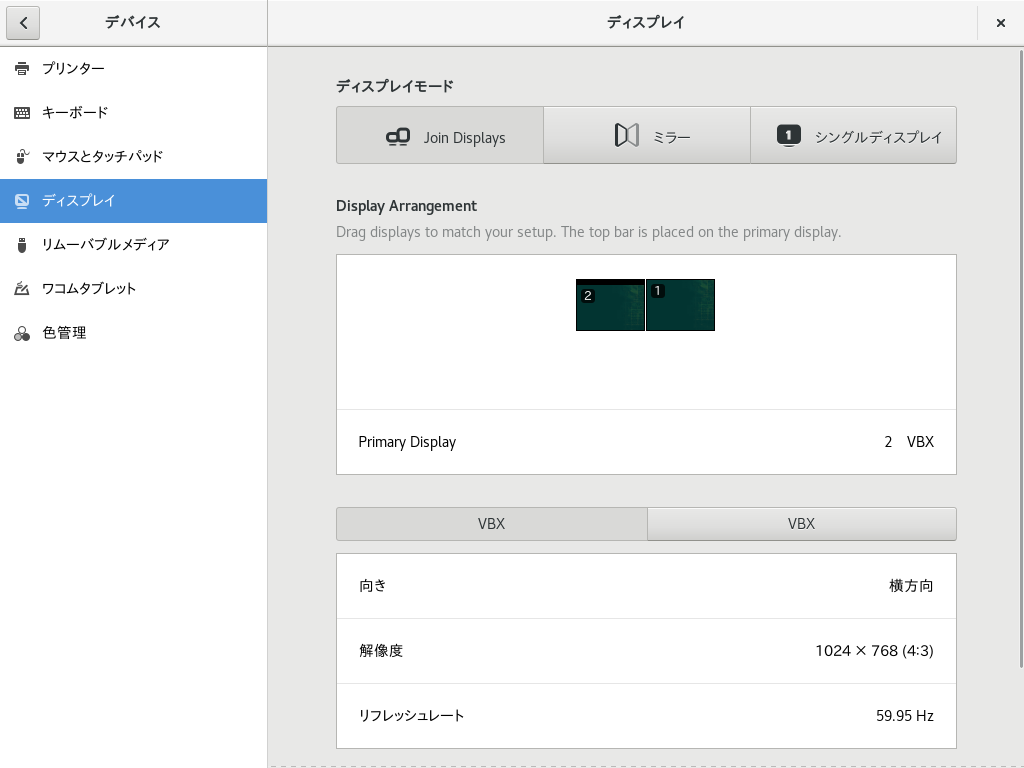 デバイス
ディスプレイ
プリンター
キーボード
マウスとタッチパッド
ディスプレイ
リムーバブルメディア
ワコムタブレット
色管理
ディスプレイモード
Join Displays
ミラー
1 シングルディスプレイ
Display Arrangement
Drag displays to match your setup. The top bar is placed on the primary display.
2 1
Primary Display 2 VBX
VBX VBX
向き 横方向
解像度 1024 × 768 (4:3)
リフレッシュレート 59.95 Hz